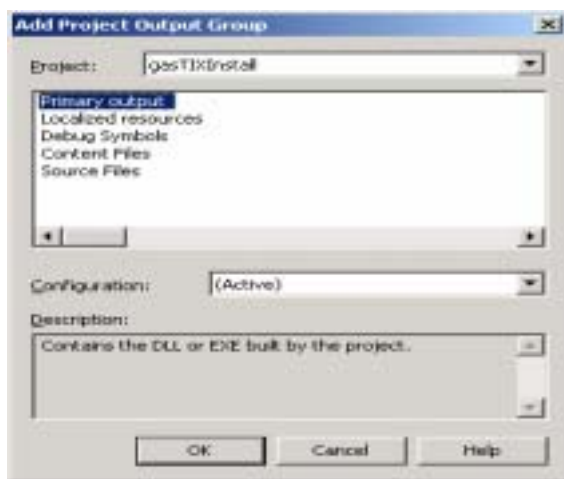 Add Project Output Group
Project: gasTIXInstall
Primary output
Localized resources
Debug Symbols
Content Files
Source Files
Configuration: (Active)
Description:
Contains the DLL or EXE built by the project.
OK Cancel Help